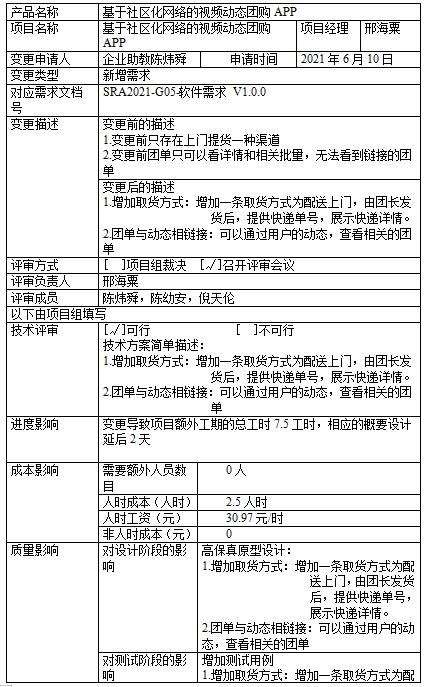 产品名称 基于社区化网络的视频动态团购 APP
项目名称 基于社区化网络的视频动态团购 项目经理 邢海粟
APP
变更申请人 企业助教陈炜舜 申请时间 2021 年 6 月 10 日
变更类型 新增需求
对应需求文档 SRA2021-G05-软件需求 V1.0.0
号
变更描述 变更前的描述
1.变更前只存在上门提货一种渠道
2.变更前团单只可以看详情和相关批量，无法看到链接的团
单
变更后的描述
1.增加取货方式：增加一条取货方式为配送上门，由团长发
货后，提供快递单号，展示快递详情。
2.团单与动态相链接：可以通过用户的动态，查看相关的团
单
评审方式 [ ]项目组裁决 [√]召开评审会议
评审负责人 邢海粟
评审成员 陈炜舜，陈幼安，倪天伦
以下由项目组填写
技术评审 [√]可行 [ ]不可行
技术方案简单描述：
1.增加取货方式：增加一条取货方式为配送上门，由团长发
货后，提供快递单号，展示快递详情。
2.团单与动态相链接：可以通过用户的动态，查看相关的团
单
进度影响 变更导致项目额外工期的总工时 7.5 工时，相应的概要设计
延后 2 天
成本影响 需要额外人员数 0 人
目
人时成本（人时） 2.5 人时
人时工资（元） 30.97 元/时
非人时成本（元） 0
质量影响 对设计阶段的影 高保真原型设计：
响 1.增加取货方式：增加一条取货方式为配
送上门，由团长发货
后，提供快递单号，
展示快递详情。
2.团单与动态相链接：可以通过用户的动
态，查看相关的团单
对测试阶段的影 增加测试用例
响 1.增加取货方式：增加一条取货方式为配